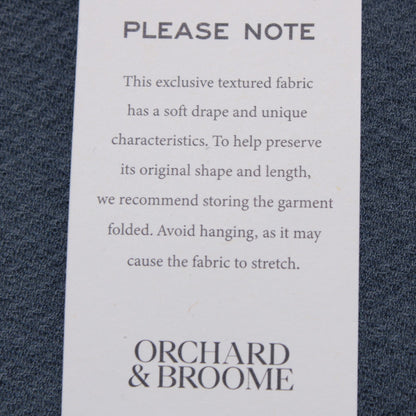 PLEASE NOTE
This exclusive textured fabric
has a soft drape and unique
characteristics. To help preserve
its original shape and length,
we recommend storing the garment
folded. Avoid hanging, as it may
cause the fabric to stretch.
ORCHARD
& BROOME